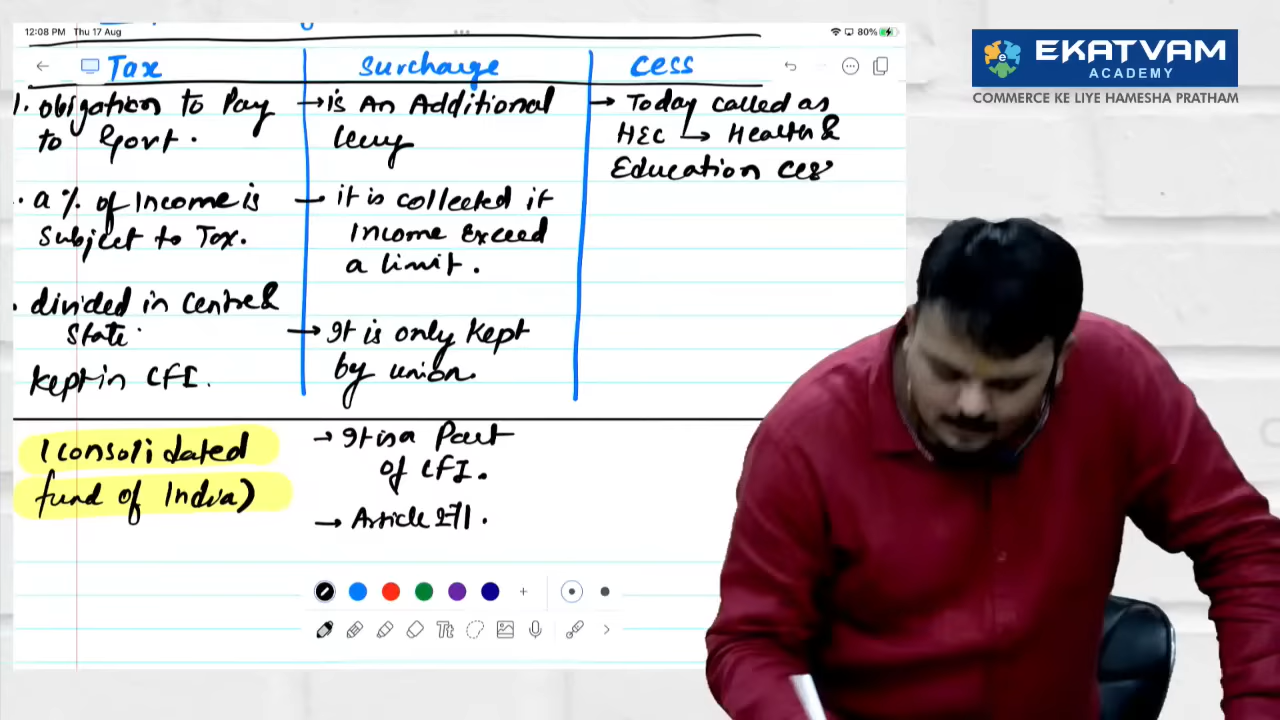 12:08 PM Thu 17 Aug
80%
EKATVAM
ACADEMY
COMMERCE KE LIYE HAMESHA PRATHAM
Tax
1. obligation to Pay
to Govt.
. a % of Income is
subject to Tax.
. divided in Centre &
State.
kept in CFI.
(Consolidated
fund of India)
Surcharge
→ is An Additional
levy
→ it is collected if
Income Exceed
a limit.
→ It is only kept
by union.
→ It is a Part
of CFI.
→ Article 271.
Cess
→ Today called as
HEC → Health &
Education Cess
Tt